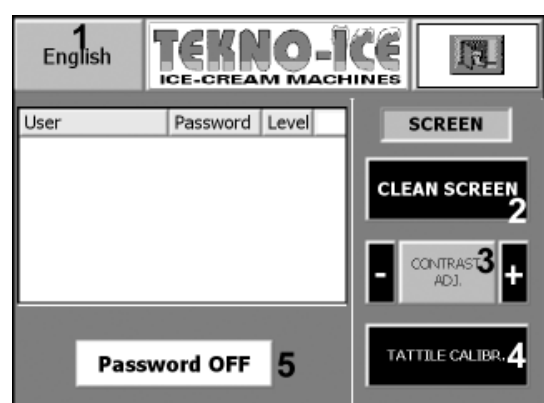 1
English
TEKNO-ICE
ICE-CREAM MACHINES
User Password Level
SCREEN
CLEAN SCREEN
2
- CONTRAST 3 +
ADJ.
TATTILE CALIBR. 4
Password OFF 5